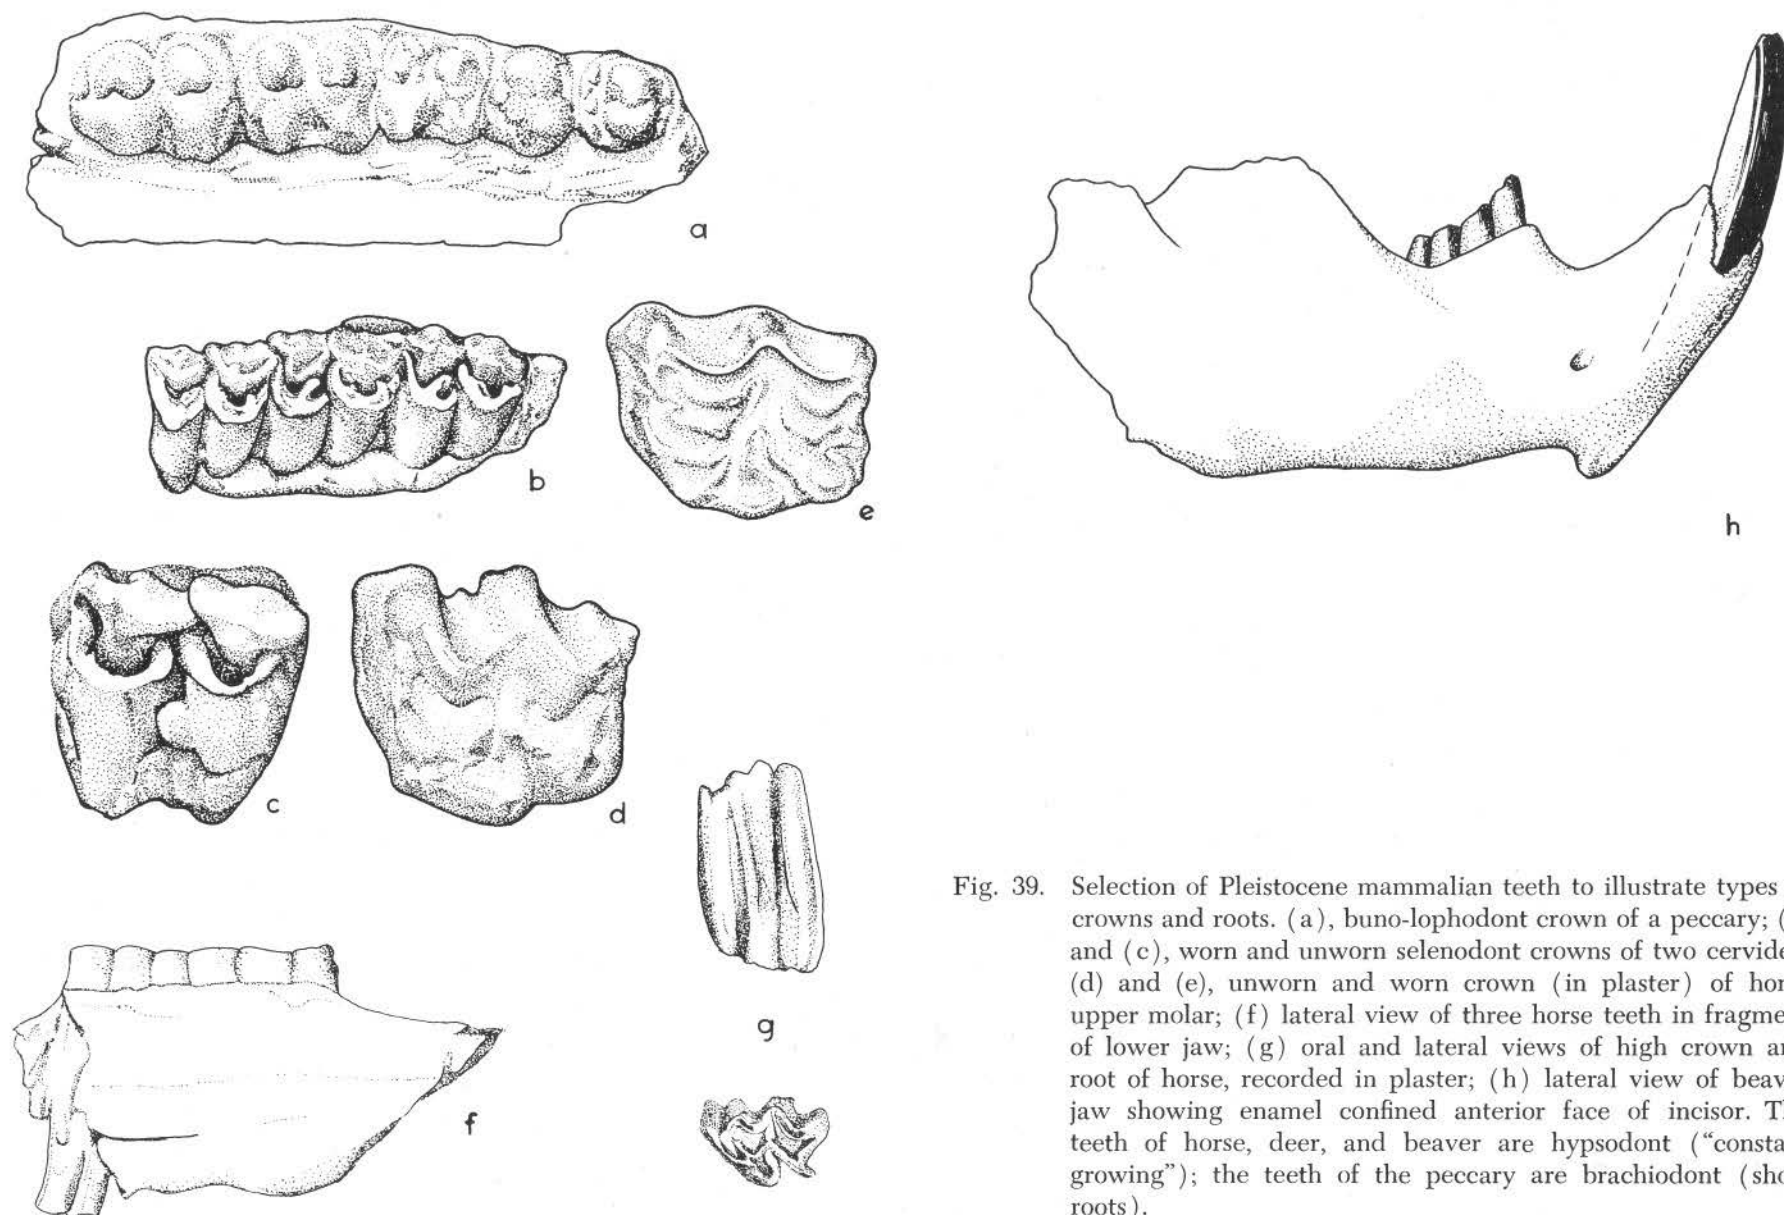 a
b
e
h
c
d
g
f
Fig. 39. Selection of Pleistocene mammalian teeth to illustrate types
crowns and roots. (a), buno-lophodont crown of a peccary; (
and (c), worn and unworn selenodont crowns of two cervide
(d) and (e), unworn and worn crown (in plaster) of hor
upper molar; (f) lateral view of three horse teeth in fragme
of lower jaw; (g) oral and lateral views of high crown an
root of horse, recorded in plaster; (h) lateral view of beav
jaw showing enamel confined anterior face of incisor. Th
teeth of horse, deer, and beaver are hypsodont (“consta
growing”); the teeth of the peccary are brachiodont (sho
roots).